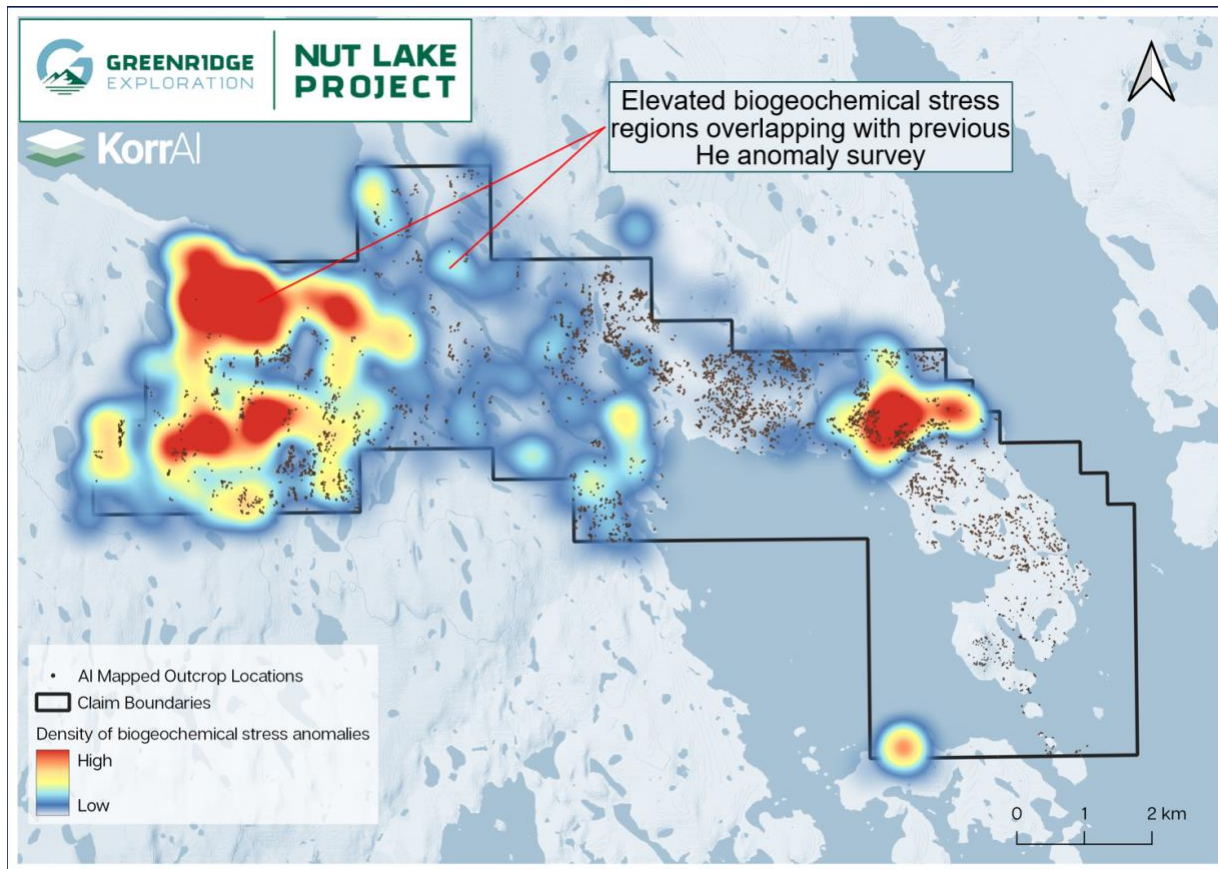 GREENR1DGE
EXPLORATION
NUT LAKE
PROJECT
KorrAI
Elevated biogeochemical stress
regions overlapping with previous
He anomaly survey
AI Mapped Outcrop Locations
Claim Boundaries
Density of biogeochemical stress anomalies
High
Low
0 1 2 km